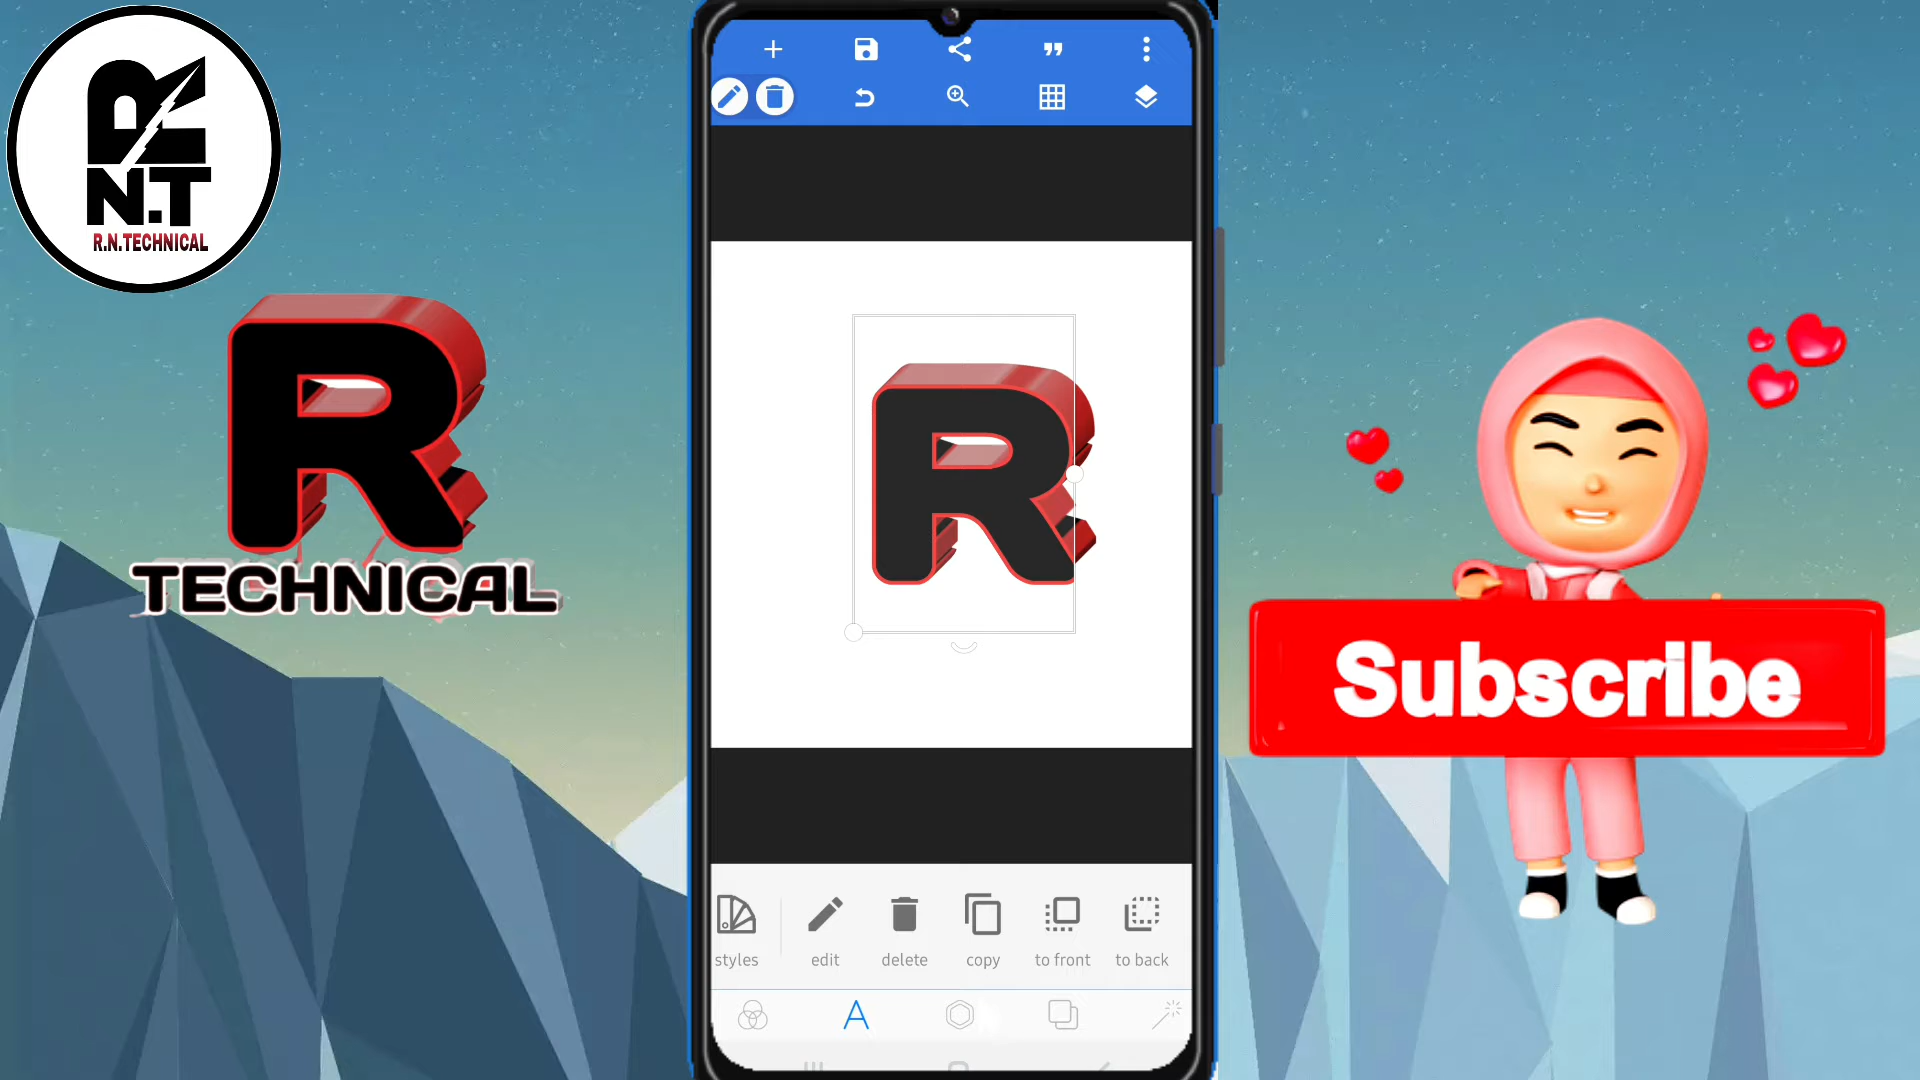 R
N.T
R.N.TECHNICAL
R
TECHNICAL
R
styles
edit
delete
copy
to front
to back
A
Subscribe